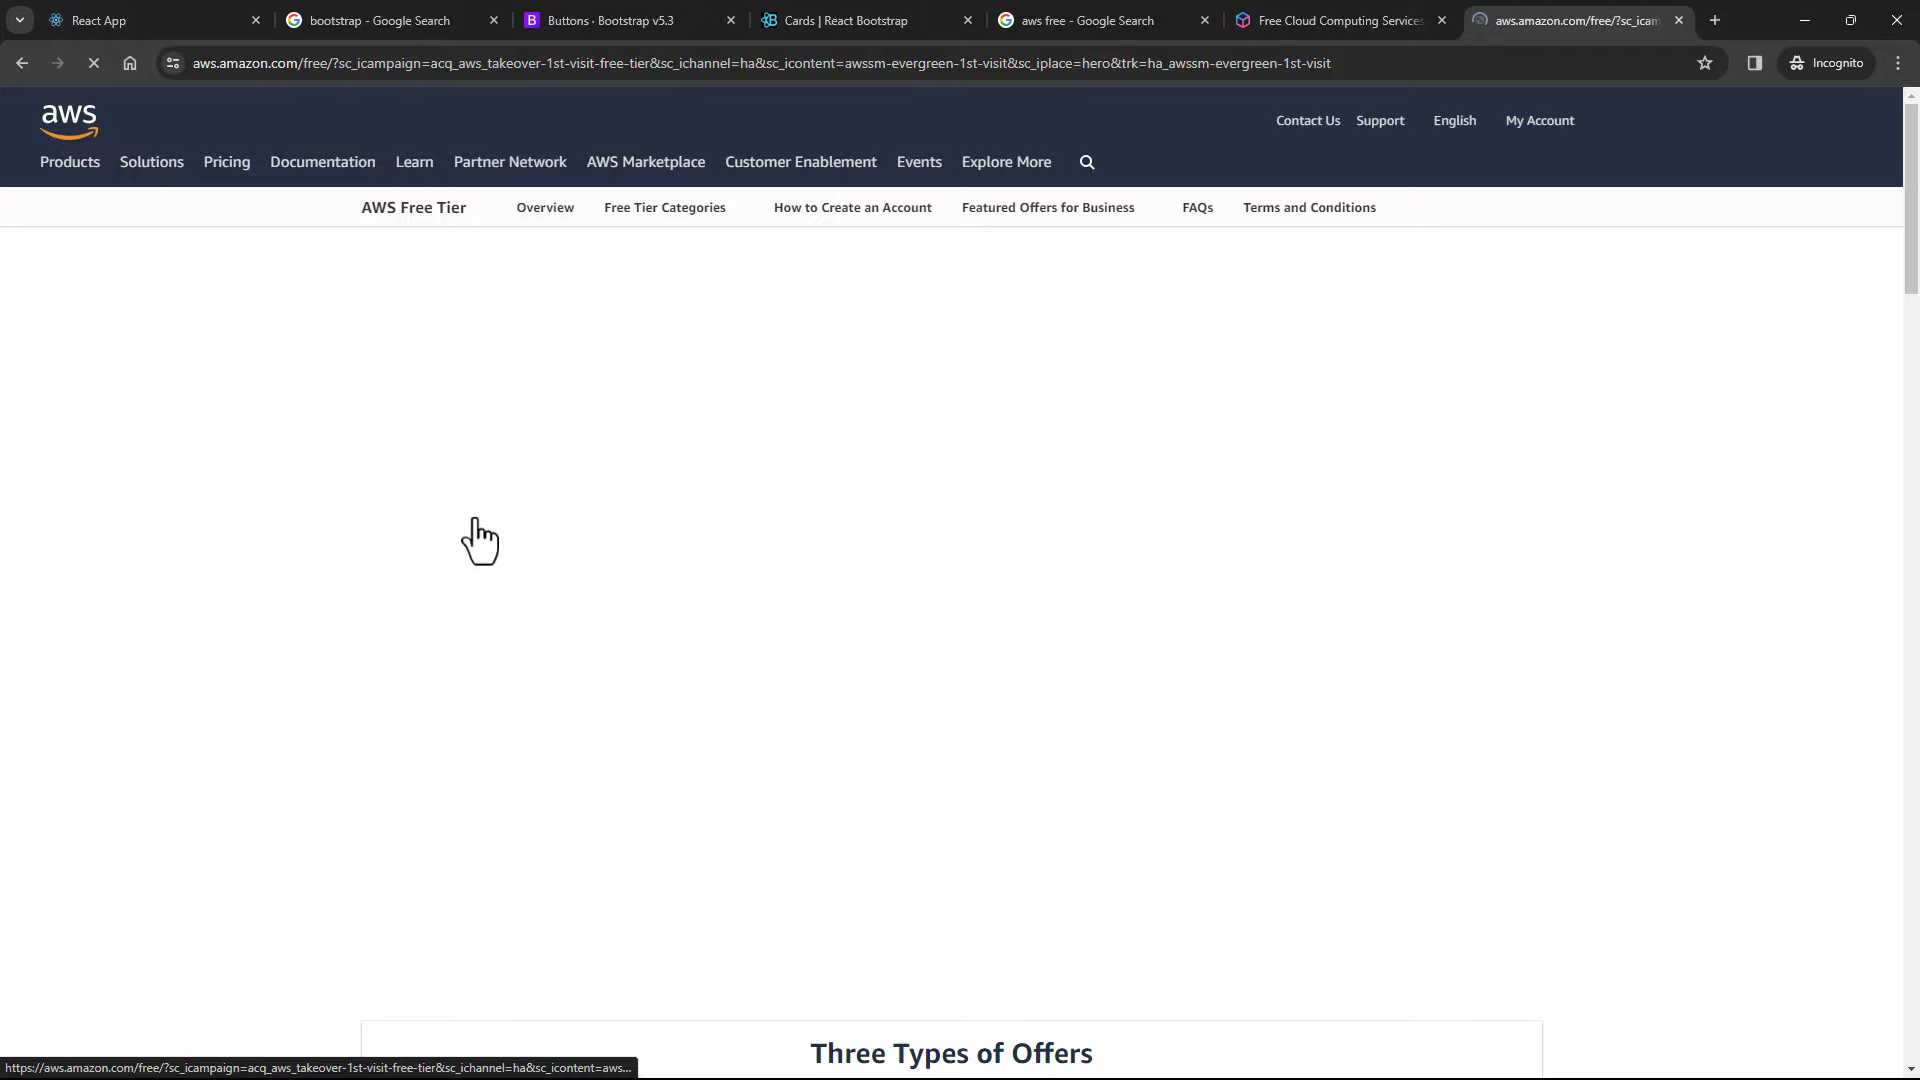 React App
bootstrap - Google Search
B
Buttons · Bootstrap v5.3
Cards | React Bootstrap
aws free - Google Search
Free Cloud Computing Services
aws.amazon.com/free/?sc_icam
aws.amazon.com/free/?sc_icampaign=acq_aws_takeover-1st-visit-free-tier&sc_ichannel=ha&sc_icontent=awssm-evergreen-1st-visit&sc_iplace=hero&trk=ha_awssm-evergreen-1st-visit
Incognito
aws
Contact Us
Support
English
My Account
Products
Solutions
Pricing
Documentation
Learn
Partner Network
AWS Marketplace
Customer Enablement
Events
Explore More
AWS Free Tier
Overview
Free Tier Categories
How to Create an Account
Featured Offers for Business
FAQs
Terms and Conditions
Three Types of Offers
https://aws.amazon.com/free/?sc_icampaign=acq_aws_takeover-1st-visit-free-tier&sc_ichannel=ha&sc_icontent=aws...